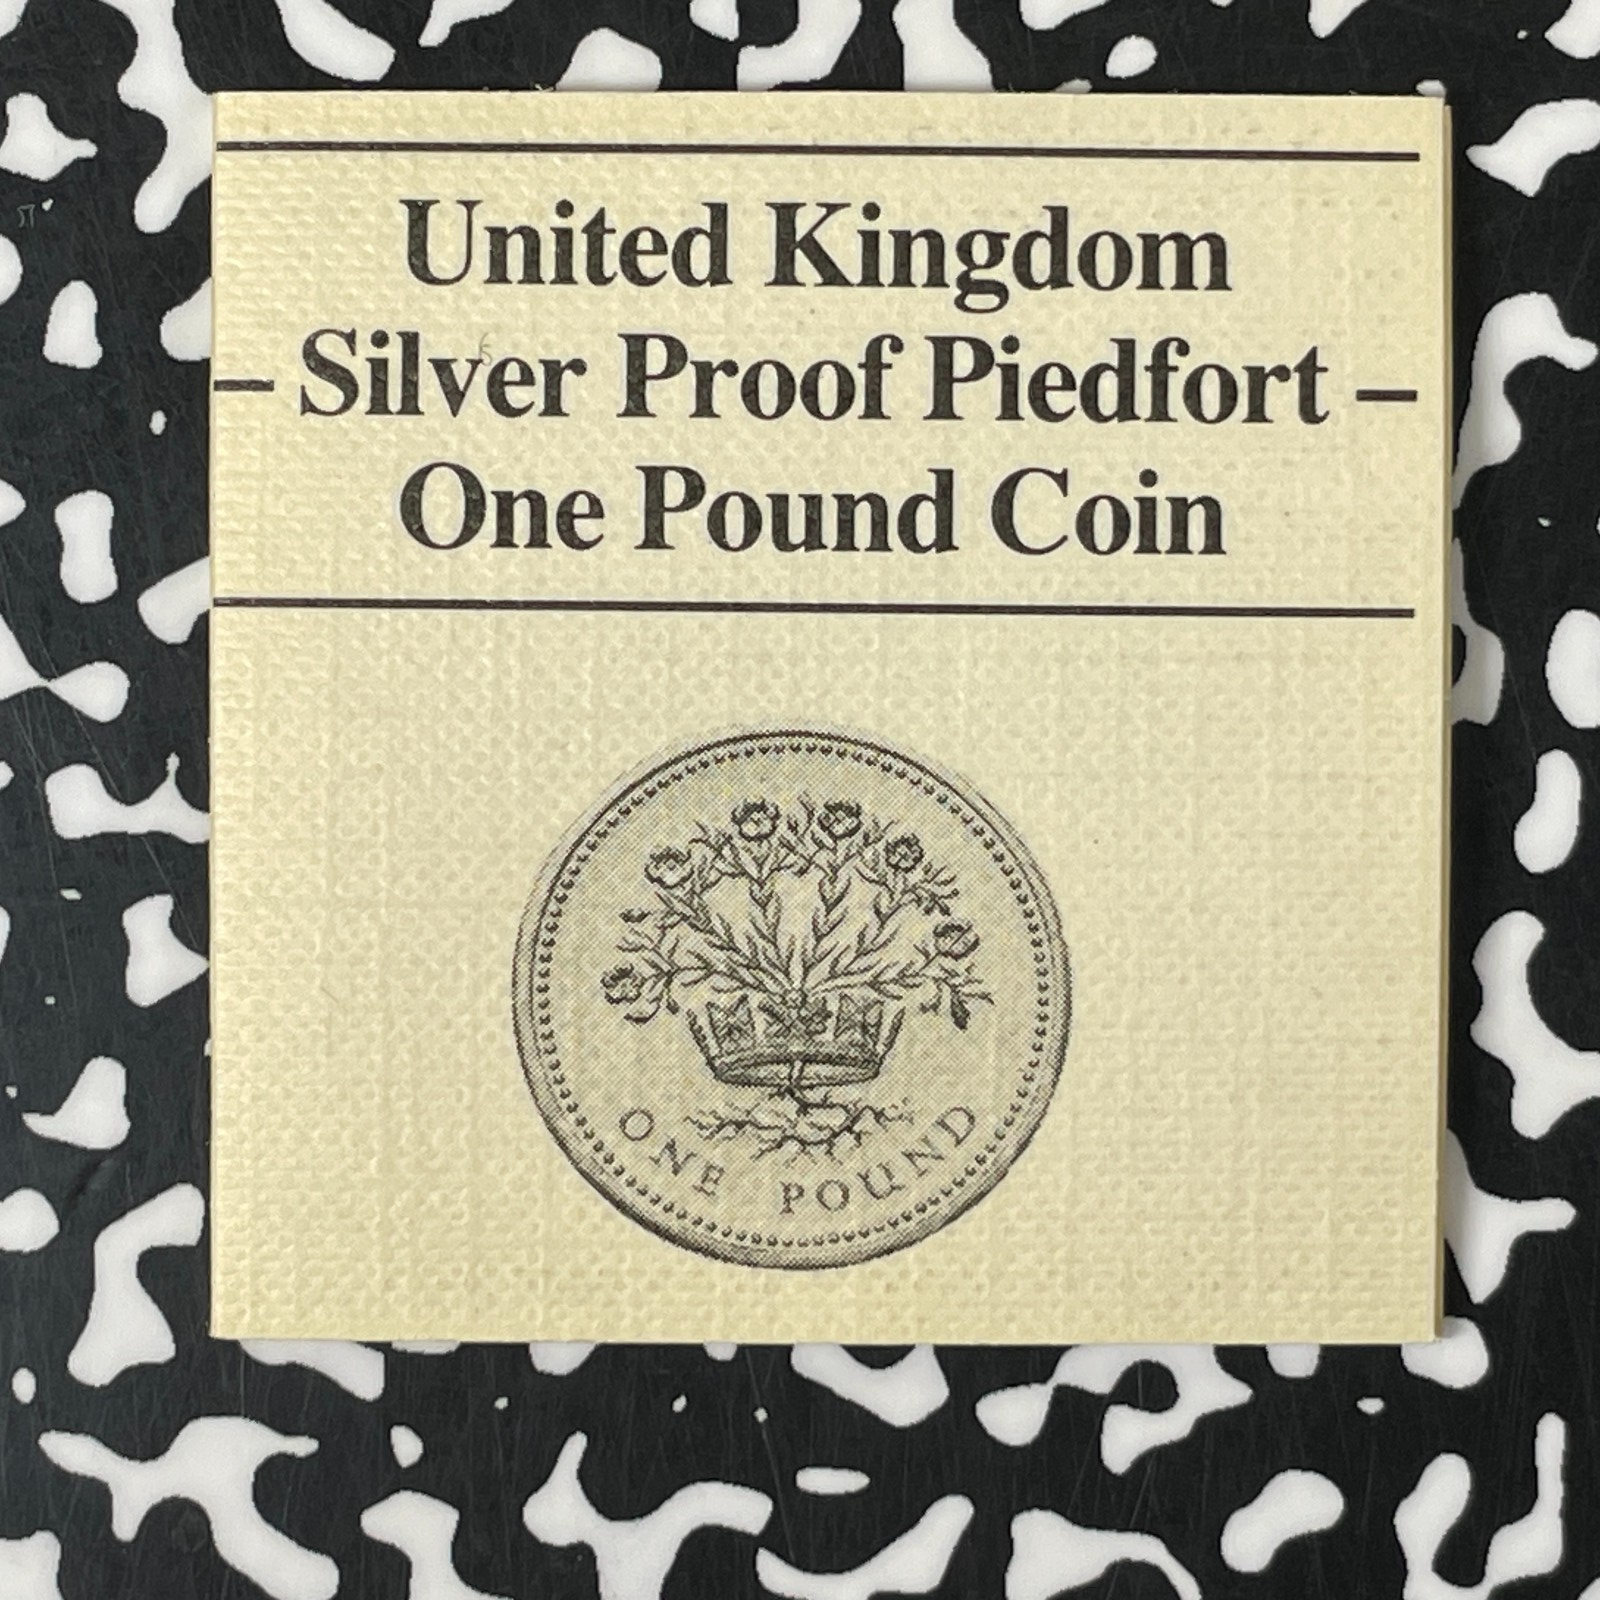 United Kingdom
– Silver Proof Piedfort –
One Pound Coin
ONE POUND